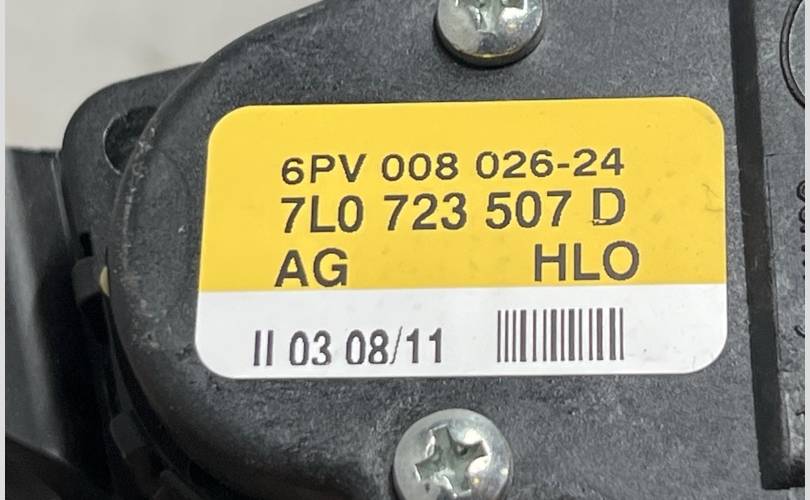 6PV 008 026-24
7L0 723 507 D
AG HLO
II 03 08/11